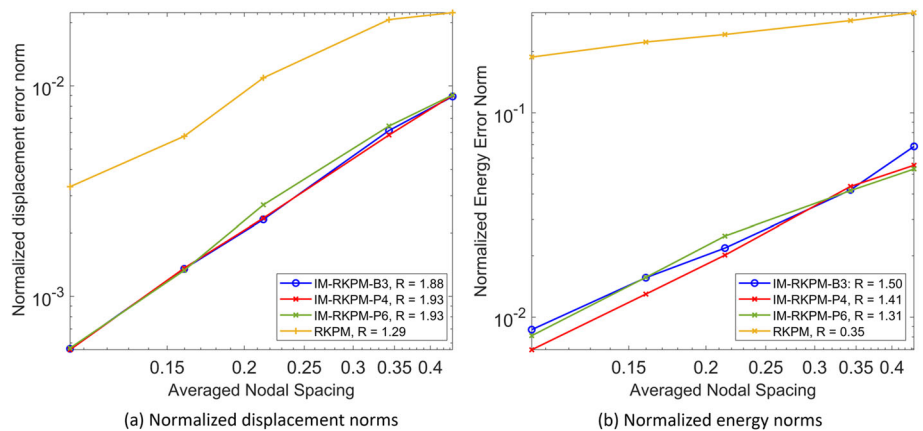 Normalized displacement error norm
10^-2
10^-3
IM-RKPM-B3, R = 1.88
IM-RKPM-P4, R = 1.93
IM-RKPM-P6, R = 1.93
RKPM, R = 1.29
0.15 0.2 0.25 0.3 0.35 0.4
Averaged Nodal Spacing
(a) Normalized displacement norms
Normalized Energy Error Norm
10^-1
10^-2
IM-RKPM-B3: R = 1.50
IM-RKPM-P4: R = 1.41
IM-RKPM-P6: R = 1.31
RKPM, R = 0.35
0.15 0.2 0.25 0.3 0.35 0.4
Averaged Nodal Spacing
(b) Normalized energy norms